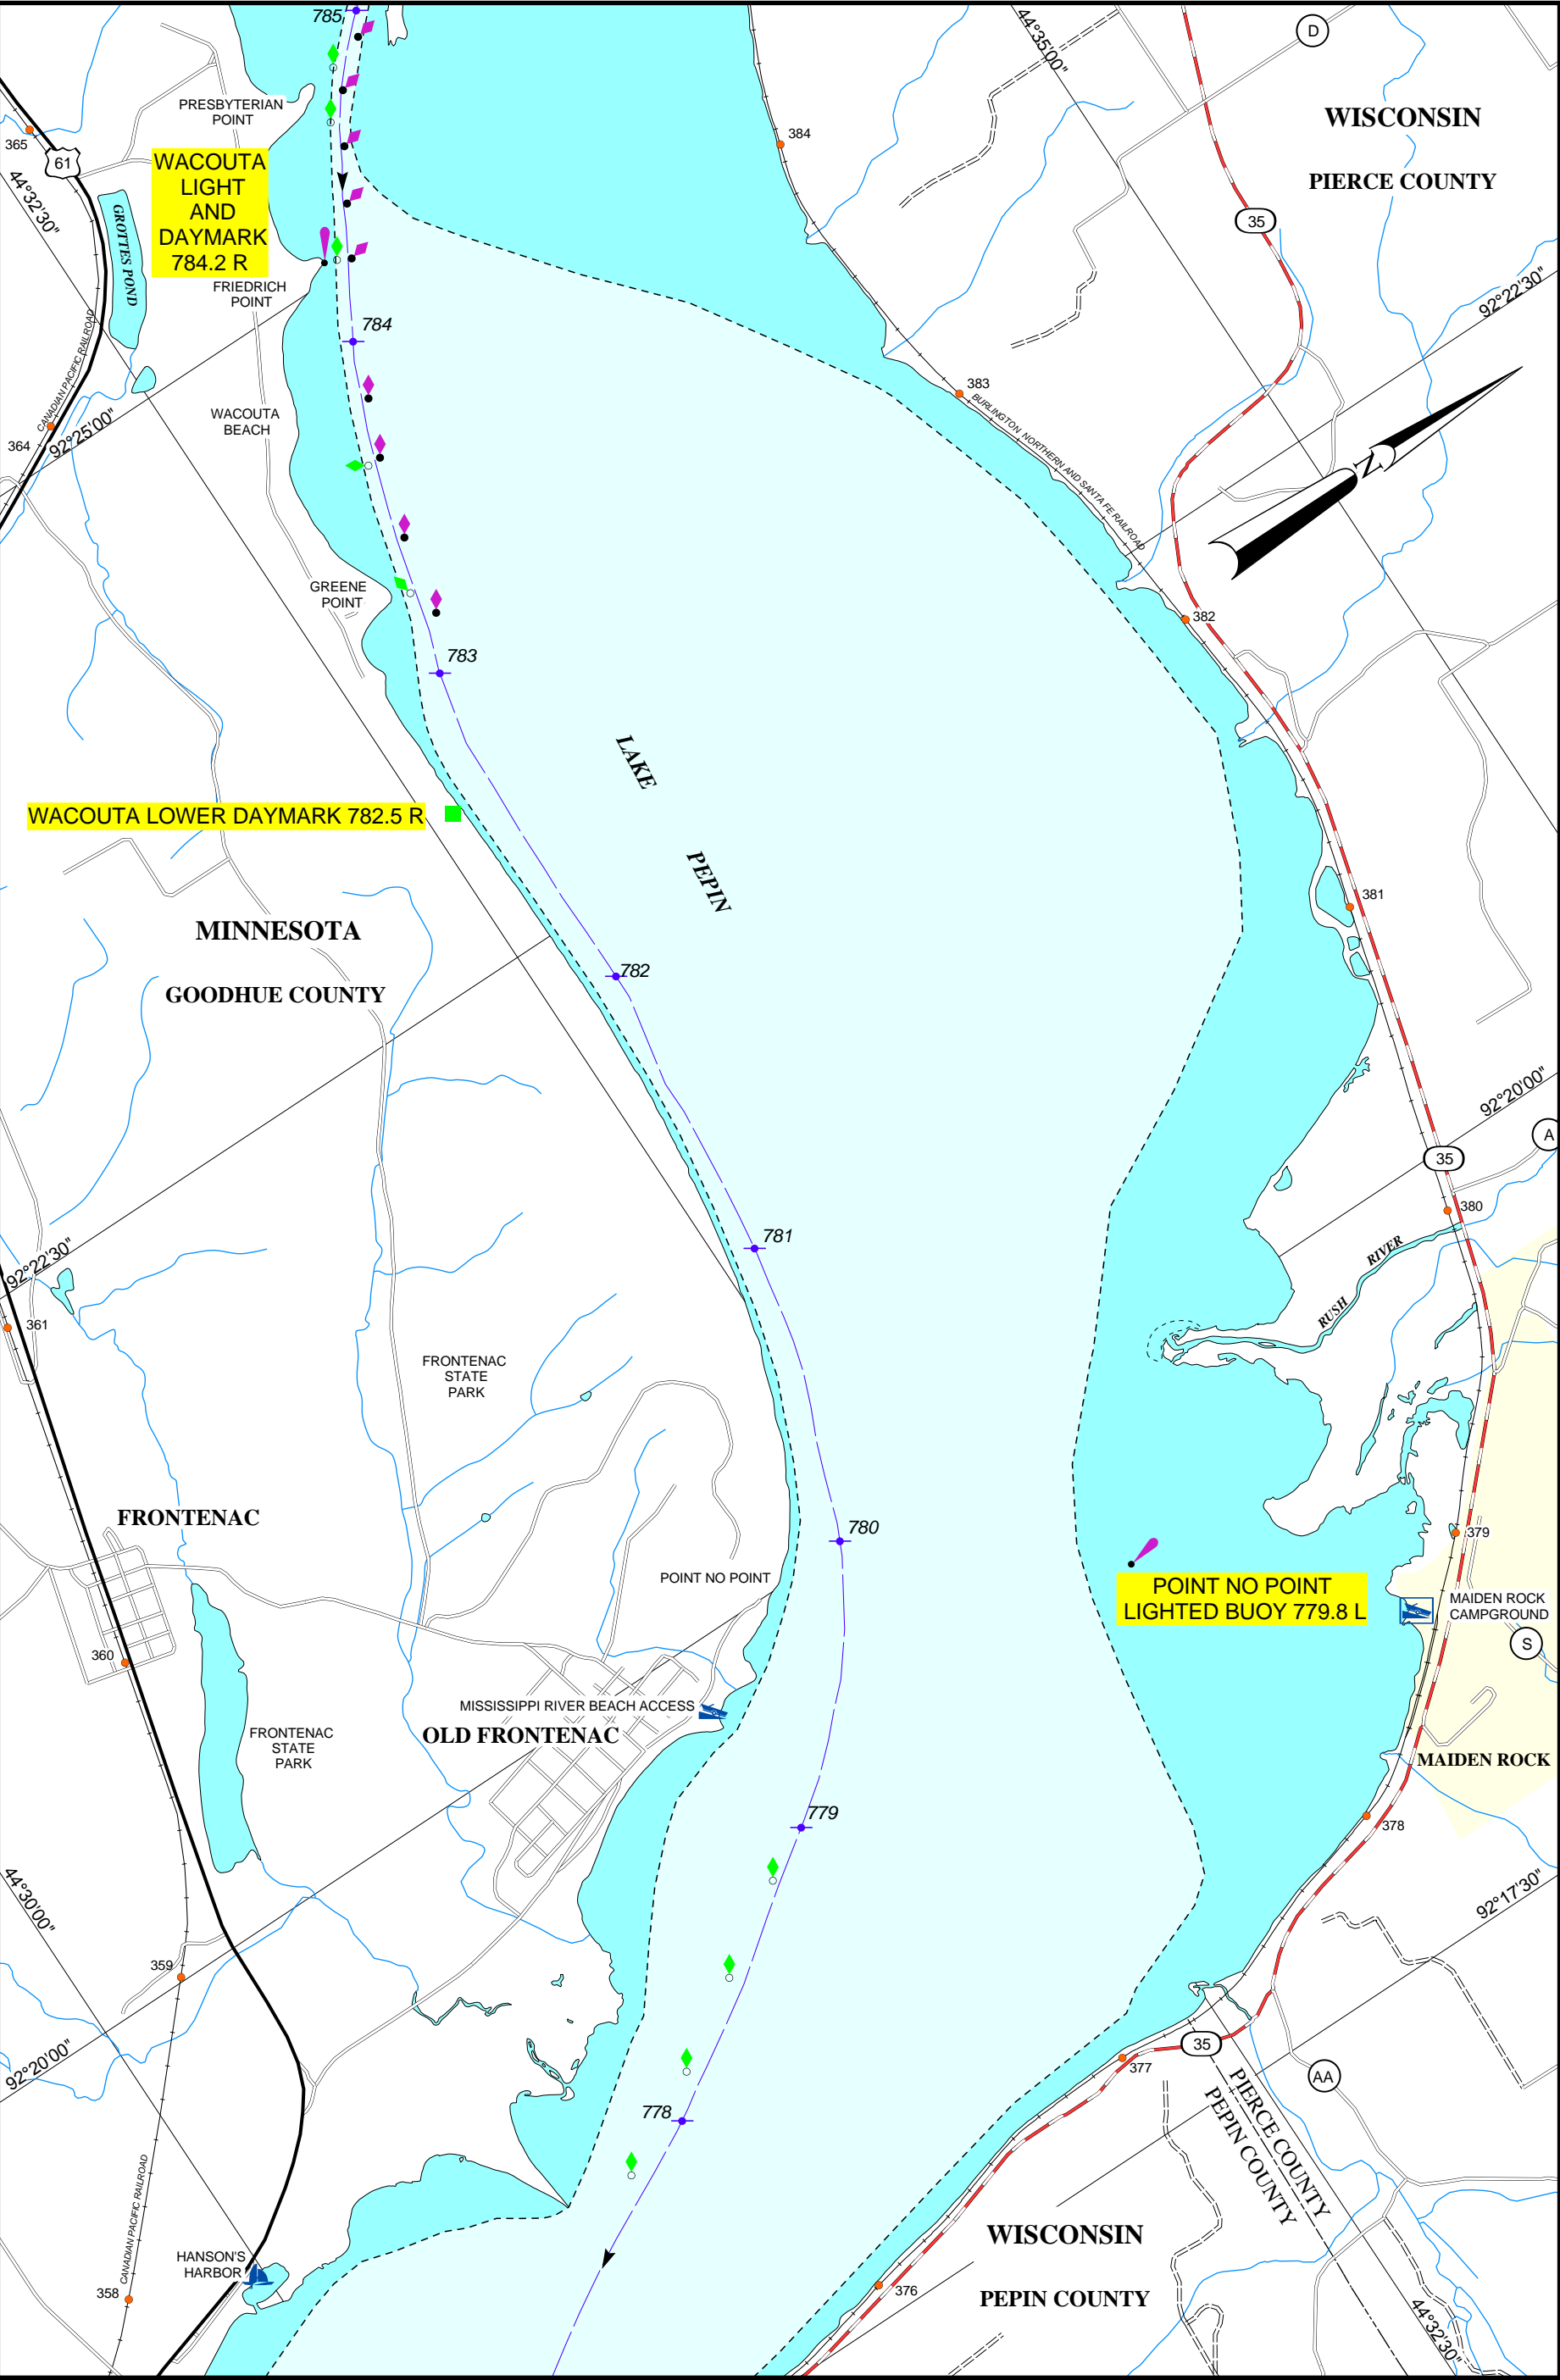 785
D
44°35'00"
WISCONSIN
PIERCE COUNTY
PRESBYTERIAN
POINT
384
365
61
WACOUTA
LIGHT
AND
DAYMARK
784.2 R
44°32'30"
GROTTES POND
35
FRIEDRICH
POINT
92°22'30"
784
CANADIAN PACIFIC RAILROAD
383
BURLINGTON NORTHERN AND SANTA FE RAILROAD
WACOUTA
BEACH
364
92°25'00"
N
GREENE
POINT
382
783
LAKE
PEPIN
WACOUTA LOWER DAYMARK 782.5 R
381
MINNESOTA
GOODHUE COUNTY
782
92°20'00"
A
35
380
781
RUSH RIVER
92°22'30"
361
FRONTENAC
STATE
PARK
FRONTENAC
780
379
POINT NO POINT
POINT NO POINT
LIGHTED BUOY 779.8 L
MAIDEN ROCK
CAMPGROUND
S
360
MISSISSIPPI RIVER BEACH ACCESS
OLD FRONTENAC
FRONTENAC
STATE
PARK
MAIDEN ROCK
779
378
44°30'00"
92°17'30"
359
35
377
92°20'00"
AA
PIERCE COUNTY
PEPIN COUNTY
778
CANADIAN PACIFIC RAILROAD
WISCONSIN
HANSON'S
HARBOR
358
376
PEPIN COUNTY
44°32'30"